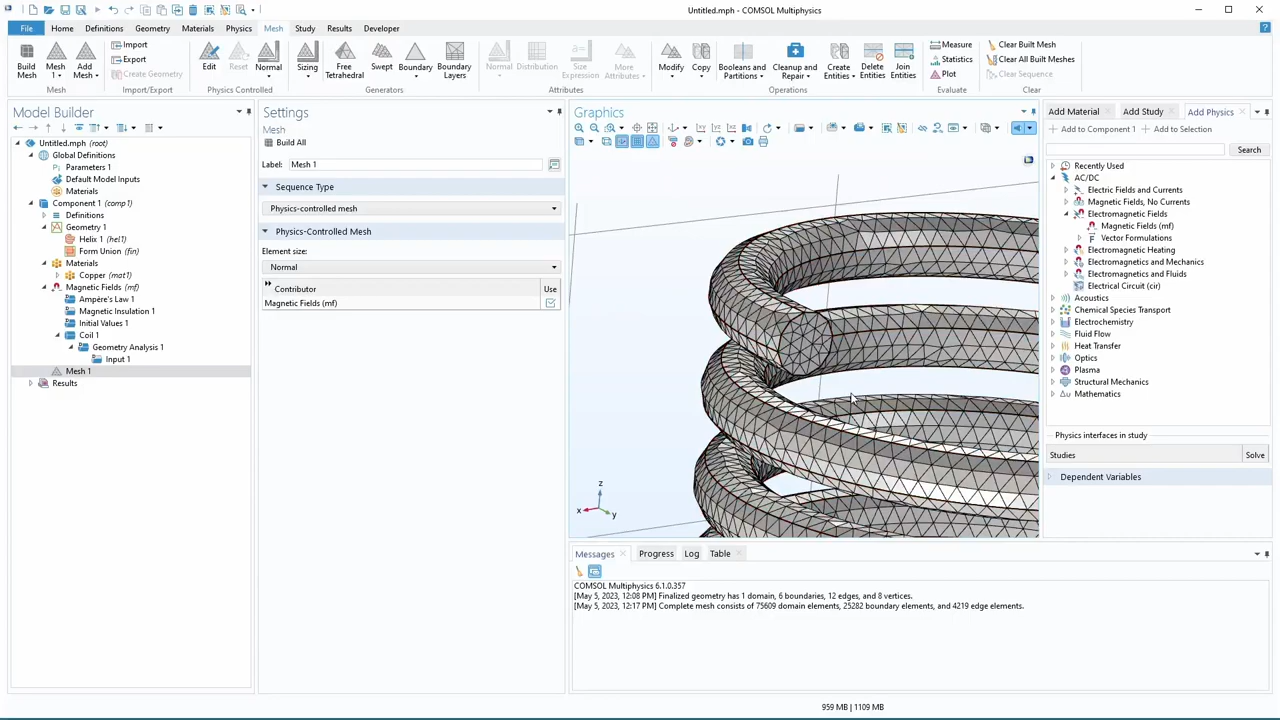 Untitled.mph - COMSOL Multiphysics
File Home Definitions Geometry Materials Physics Mesh Study Results Developer
Build Mesh
Mesh 1
Add Mesh
Mesh
Import
Export
Create Geometry
Import/Export
Edit
Reset
Normal
Physics Controlled
Sizing
Free Tetrahedral
Swept
Boundary
Boundary Layers
Generators
Normal
Distribution
Size Expression
More Attributes
Attributes
Modify
Copy
Booleans and Partitions
Cleanup and Repair
Create Entities
Delete Entities
Join Entities
Operations
Measure
Statistics
Plot
Evaluate
Clear Built Mesh
Clear All Built Meshes
Clear Sequence
Clear
Model Builder
Untitled.mph (root)
Global Definitions
Parameters 1
Default Model Inputs
Materials
Component 1 (comp1)
Definitions
Geometry 1
Helix 1 (hel1)
Form Union (fin)
Materials
Copper (mat1)
Magnetic Fields (mf)
Ampère's Law 1
Magnetic Insulation 1
Initial Values 1
Coil 1
Geometry Analysis 1
Input 1
Mesh 1
Results
Settings
Mesh
Build All
Label: Mesh 1
Sequence Type
Physics-controlled mesh
Physics-Controlled Mesh
Element size:
Normal
Contributor Use
Magnetic Fields (mf)
Graphics
z
x
y
Messages Progress Log Table
COMSOL Multiphysics 6.1.0.357
[May 5, 2023, 12:08 PM] Finalized geometry has 1 domain, 6 boundaries, 12 edges, and 8 vertices.
[May 5, 2023, 12:17 PM] Complete mesh consists of 75609 domain elements, 25282 boundary elements, and 4219 edge elements.
Add Material Add Study Add Physics
+ Add to Component 1 + Add to Selection
Search
Recently Used
AC/DC
Electric Fields and Currents
Magnetic Fields, No Currents
Electromagnetic Fields
Magnetic Fields (mf)
Vector Formulations
Electromagnetic Heating
Electromagnetics and Mechanics
Electromagnetics and Fluids
Electrical Circuit (cir)
Acoustics
Chemical Species Transport
Electrochemistry
Fluid Flow
Heat Transfer
Optics
Plasma
Structural Mechanics
Mathematics
Physics interfaces in study
Studies Solve
Dependent Variables
959 MB | 1109 MB